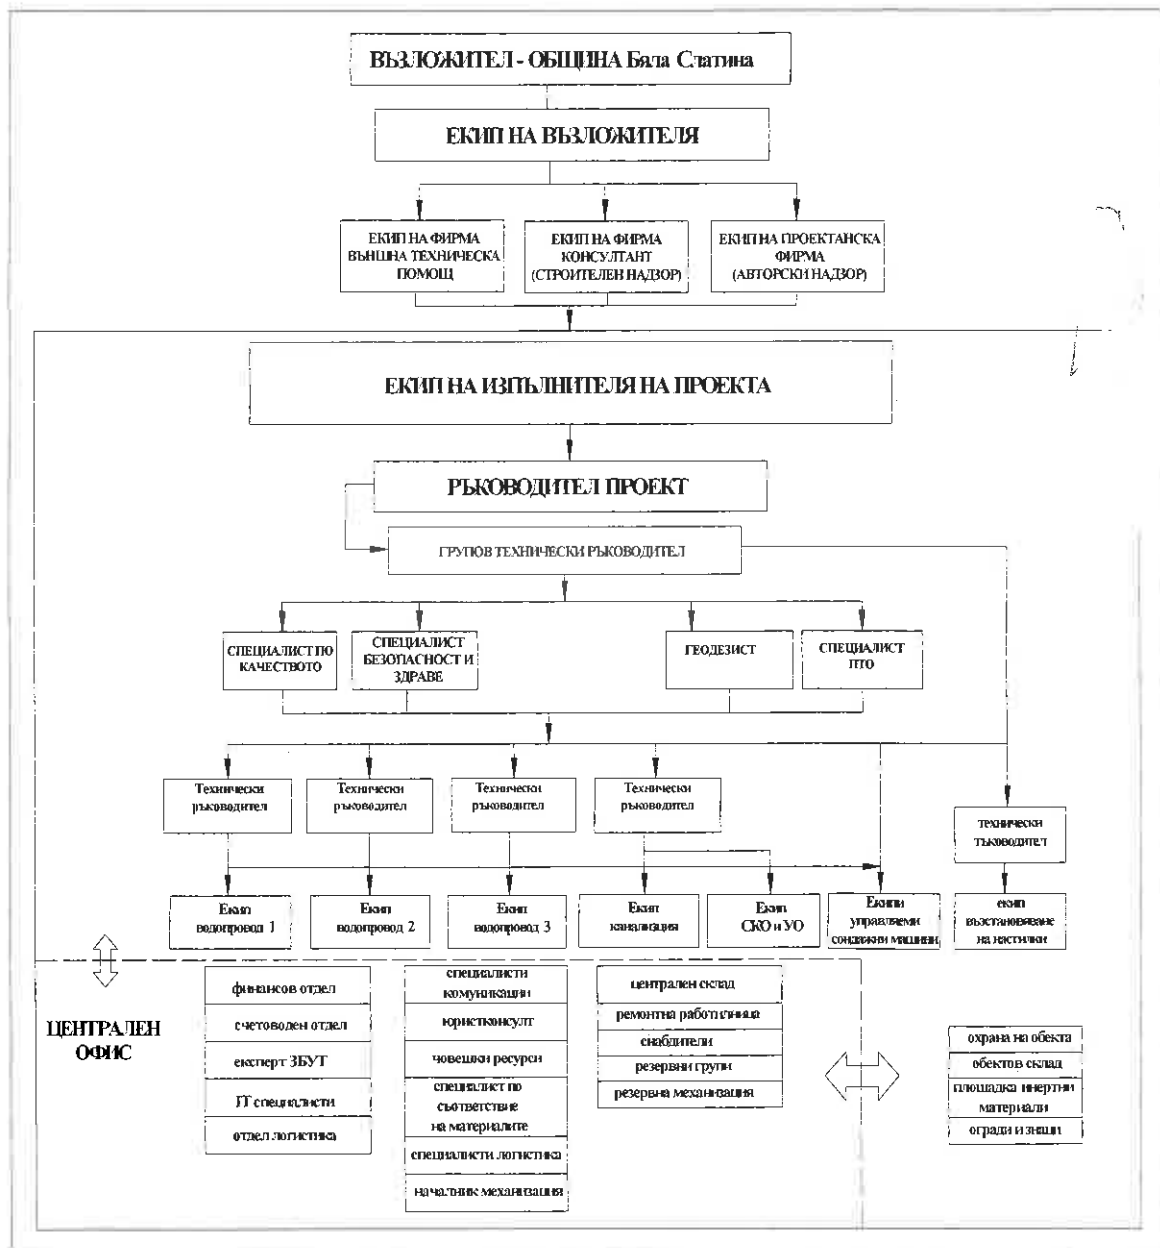 ВЪЗЛОЖИТЕЛ - ОБЩИНА Бяла Слатина
ЕКИП НА ВЪЗЛОЖИТЕЛЯ
ЕКИП НА ФИРМА
ВЪНШНА ТЕХНИЧЕСКА
ПОМОЩ
ЕКИП НА ФИРМА
КОНСУЛТАНТ
(СТРОИТЕЛЕН НАДЗОР)
ЕКИП НА ПРОЕКТАНСКА
ФИРМА
(АВТОРСКИ НАДЗОР)
ЕКИП НА ИЗПЪЛНИТЕЛЯ НА ПРОЕКТА
РЪКОВОДИТЕЛ ПРОЕКТ
ГРУПОВ ТЕХНИЧЕСКИ РЪКОВОДИТЕЛ
СПЕЦИАЛИСТ ПО
КАЧЕСТВОТО
СПЕЦИАЛИСТ
БЕЗОПАСНОСТ И
ЗДРАВЕ
ГЕОДЕЗИСТ
СПЕЦИАЛИСТ
ПТО
Технически
ръководител
Технически
ръководител
Технически
ръководител
Технически
ръководител
технически
тъководител
Екип
водопровод 1
Екип
водопровод 2
Екип
водопровод 3
Екип
канализация
Екип
СКО и УО
Екипи
управляеми
сондажни машини
екип
възстановяване
на настилки
ЦЕНТРАЛЕН
ОФИС
финансов отдел
счетоводен отдел
експерт ЗБУТ
IT специалисти
отдел логистика
специалисти
комуникации
юристконсулт
човешки ресурси
специалист по
съответствие
на материалите
специалисти логистика
началник механизация
централен склад
ремонтна работилница
снабдители
резервни групи
резервна механизация
охрана на обекта
обектов склад
площадка инертни
материали
огради и знаци